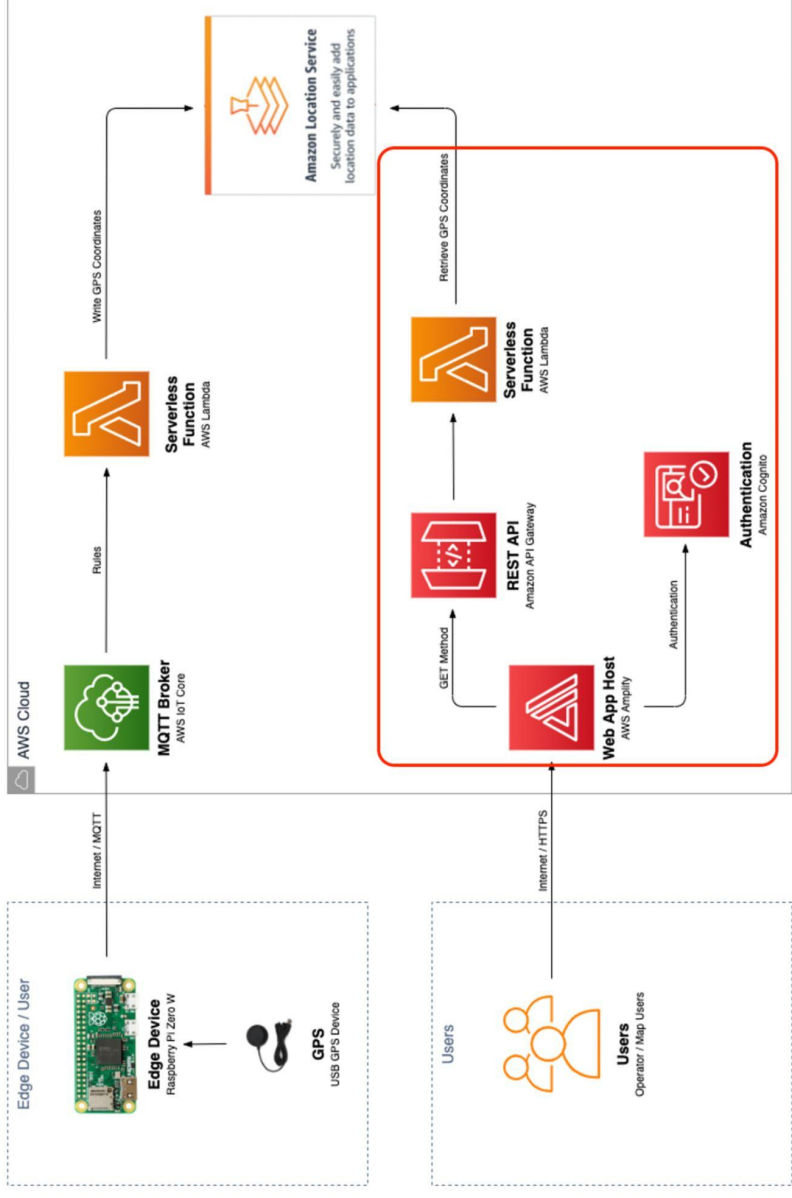 AWS Cloud
Edge Device / User
Edge Device
Raspberry Pi Zero W
GPS
USB GPS Device
Internet / MQTT
MQTT Broker
AWS IoT Core
Rules
Serverless
Function
AWS Lambda
Write GPS Coordinates
Amazon Location Service
Securely and easily add
location data to applications
Users
Users
Operator / Map Users
Internet / HTTPS
Web App Host
AWS Amplify
GET Method
REST API
Amazon API Gateway
Serverless
Function
AWS Lambda
Retrieve GPS Coordinates
Authentication
Authentication
Amazon Cognito